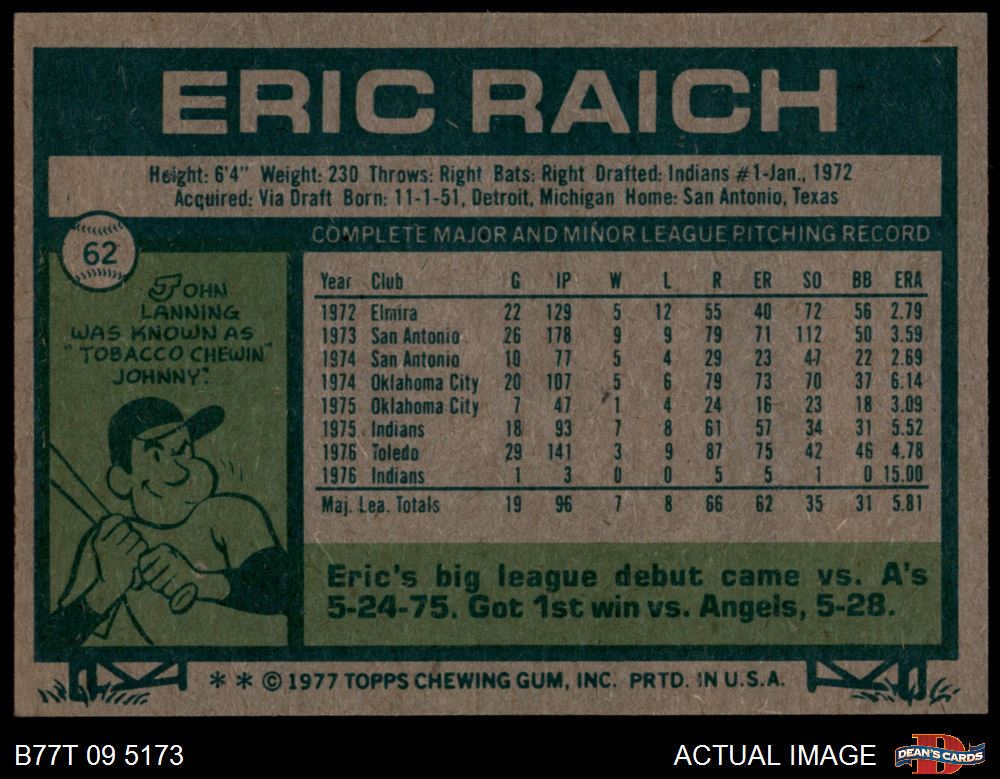 ERIC RAICH
Height: 6'4" Weight: 230 Throws: Right Bats: Right Drafted: Indians #1-Jan., 1972
Acquired: Via Draft Born: 11-1-51, Detroit, Michigan Home: San Antonio, Texas
62
COMPLETE MAJOR AND MINOR LEAGUE PITCHING RECORD
JOHN
LANNING
WAS KNOWN AS
"TOBACCO CHEWIN'
JOHNNY".
Year Club G IP W L R ER SO BB ERA
1972 Elmira 22 129 5 12 55 40 72 56 2.79
1973 San Antonio 26 178 9 9 79 71 112 50 3.59
1974 San Antonio 10 77 5 4 29 23 47 22 2.69
1974 Oklahoma City 20 107 5 6 79 73 70 37 6.14
1975 Oklahoma City 7 47 1 4 24 16 23 18 3.09
1975 Indians 18 93 7 8 61 57 34 31 5.52
1976 Toledo 29 141 3 9 87 75 42 46 4.78
1976 Indians 1 3 0 0 5 5 1 0 15.00
Maj. Lea. Totals 19 96 7 8 66 62 35 31 5.81
Eric's big league debut came vs. A's
5-24-75. Got 1st win vs. Angels, 5-28.
** © 1977 TOPPS CHEWING GUM, INC. PRTD. IN U.S.A.
B77T 09 5173
ACTUAL IMAGE
D
DEAN'S CARDS